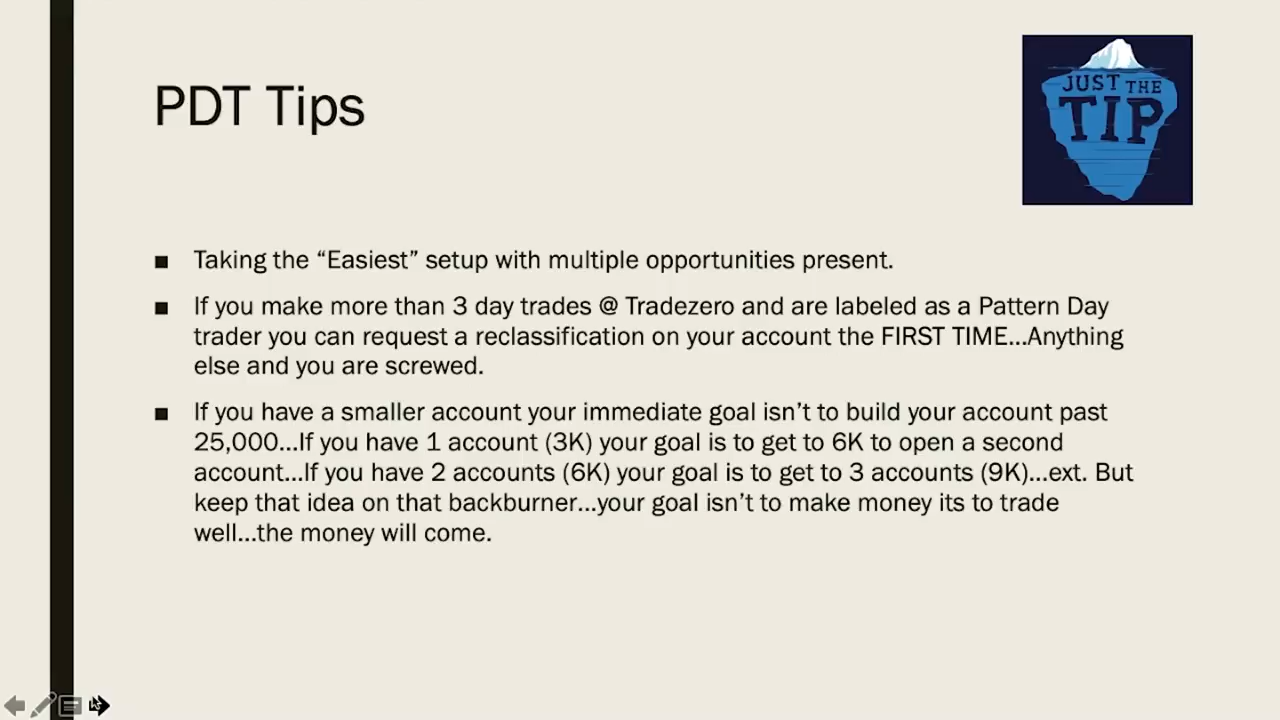 PDT Tips
JUST THE
TIP
■ Taking the “Easiest” setup with multiple opportunities present.
■ If you make more than 3 day trades @ Tradezero and are labeled as a Pattern Day
trader you can request a reclassification on your account the FIRST TIME...Anything
else and you are screwed.
■ If you have a smaller account your immediate goal isn’t to build your account past
25,000...If you have 1 account (3K) your goal is to get to 6K to open a second
account...If you have 2 accounts (6K) your goal is to get to 3 accounts (9K)...ext. But
keep that idea on that backburner...your goal isn’t to make money its to trade
well...the money will come.